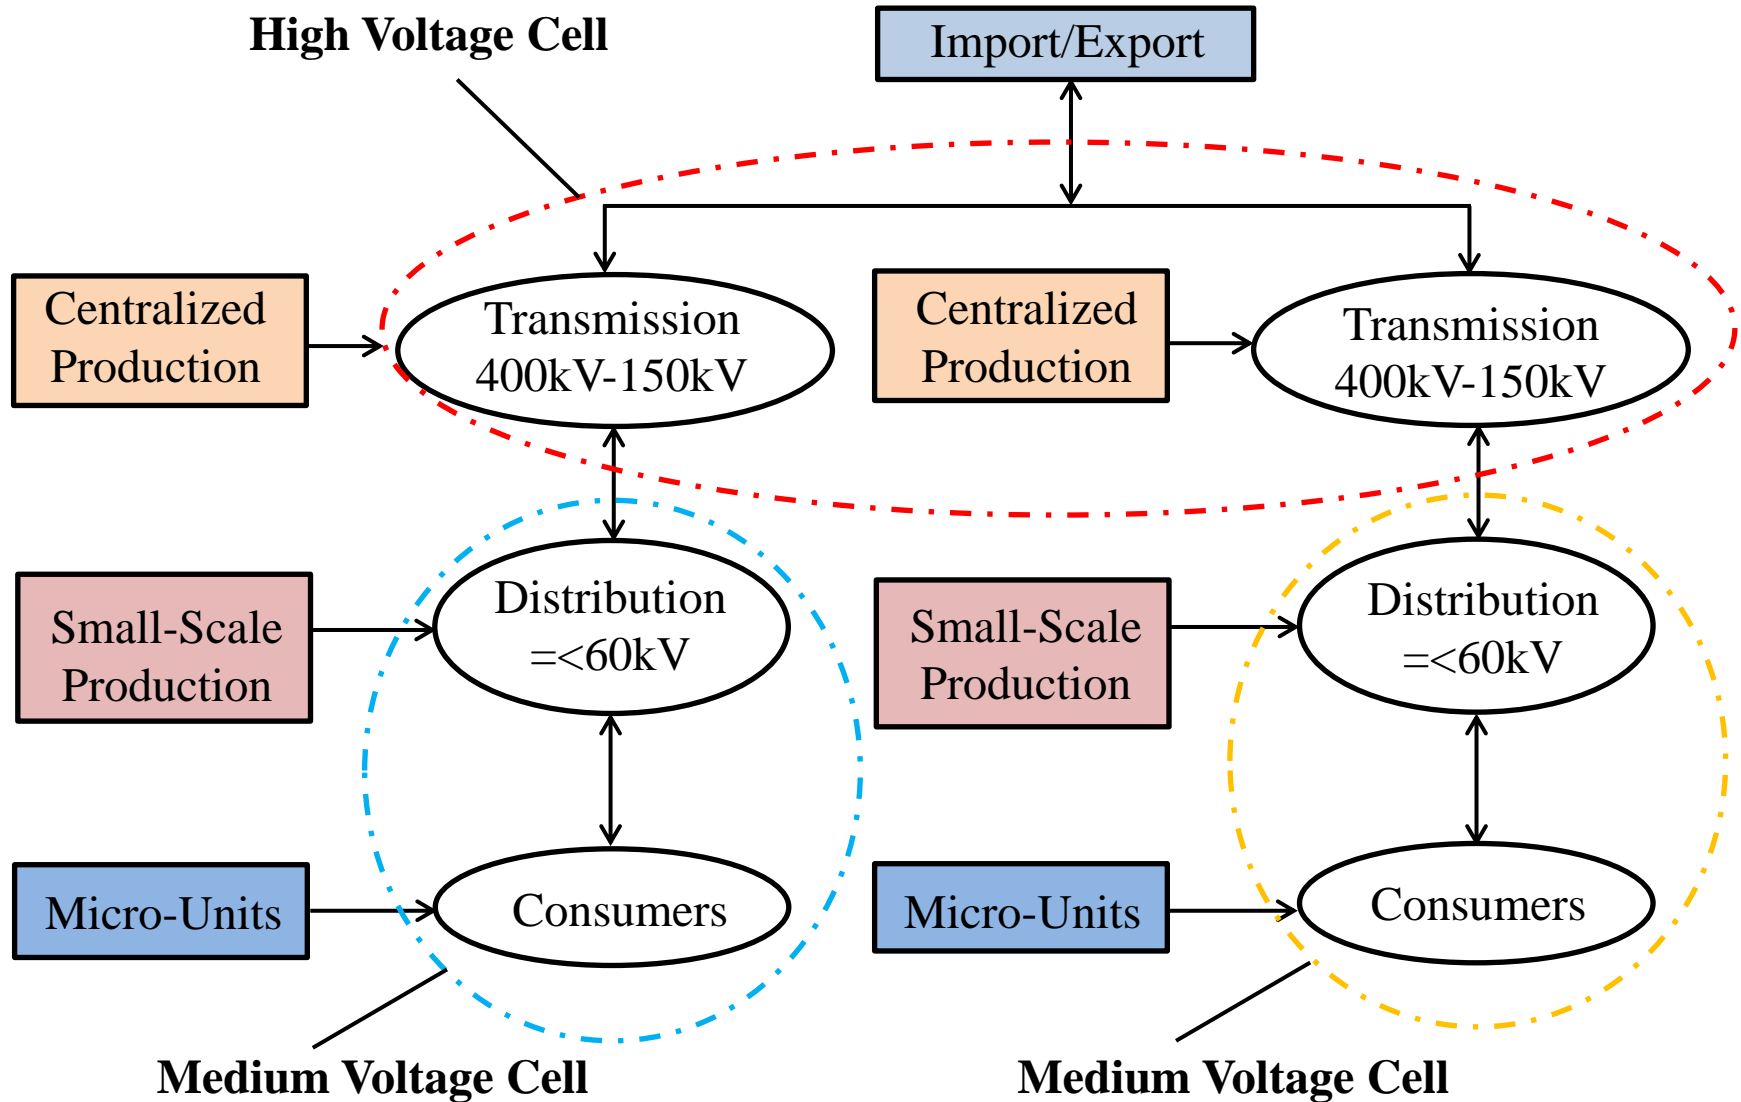 High Voltage Cell
Import/Export
Centralized
Production
Transmission
400kV-150kV
Centralized
Production
Transmission
400kV-150kV
Small-Scale
Production
Distribution
=<60kV
Small-Scale
Production
Distribution
=<60kV
Micro-Units
Consumers
Micro-Units
Consumers
Medium Voltage Cell
Medium Voltage Cell